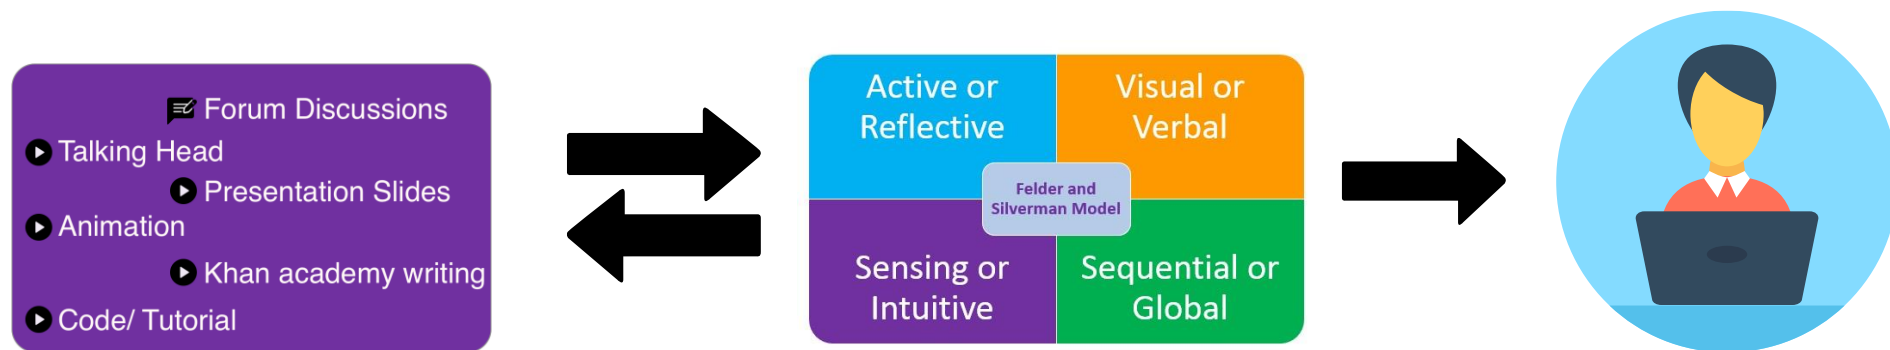 Forum Discussions
Talking Head
Presentation Slides
Animation
Khan academy writing
Code/ Tutorial
Active or
Reflective
Visual or
Verbal
Felder and
Silverman Model
Sensing or
Intuitive
Sequential or
Global